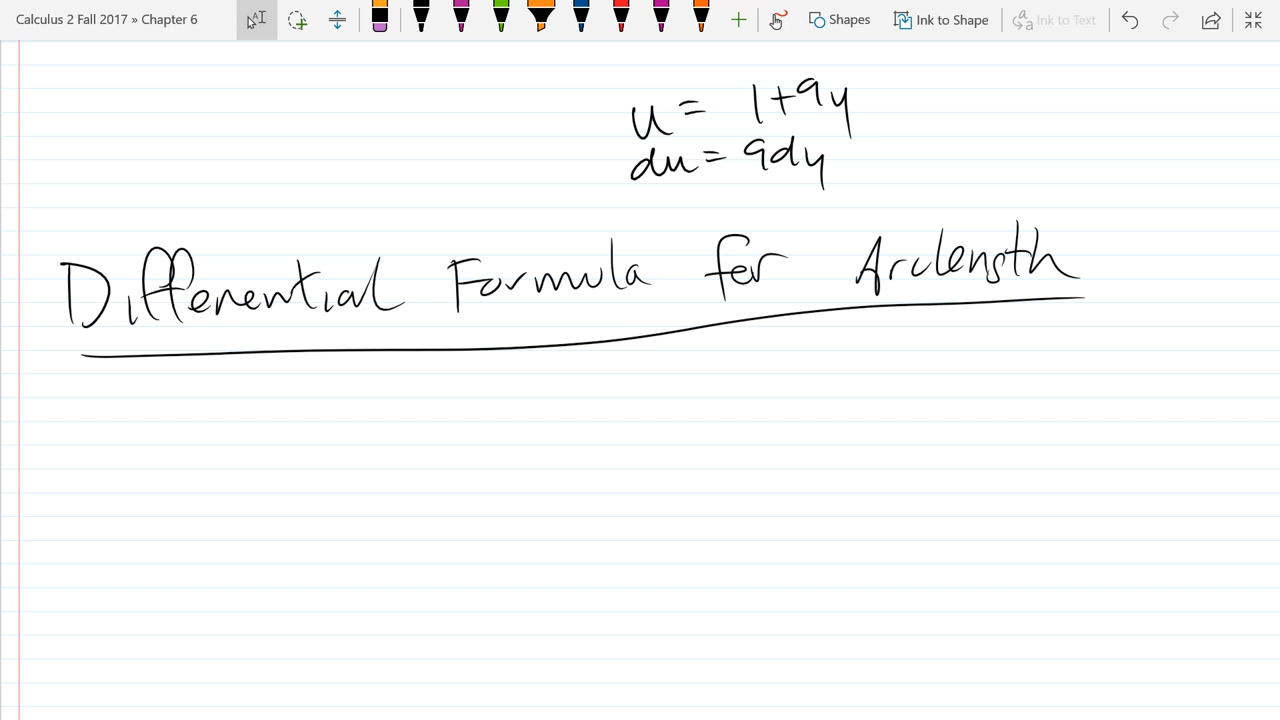 Calculus 2 Fall 2017 » Chapter 6
Shapes
Ink to Shape
Ink to Text
u = 1+9y
du = 9dy
Differential Formula for Arclength